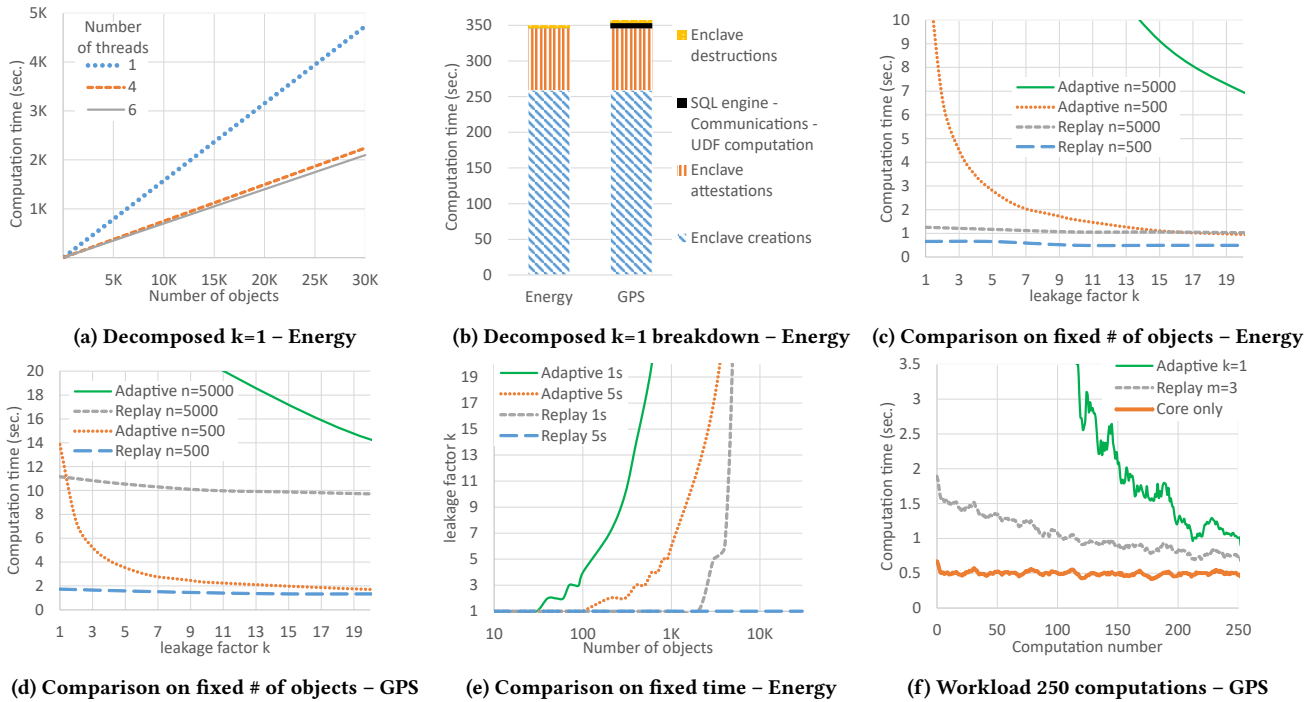 5K
4K
3K
2K
1K
Computation time (sec.)
Number
of threads
1
4
6
5K 10K 15K 20K 25K 30K
Number of objects
(a) Decomposed k=1 – Energy
350
300
250
200
150
100
50
0
Computation time (sec.)
Energy GPS
Enclave
destructions
SQL engine -
Communications -
UDF computation
Enclave
attestations
Enclave creations
(b) Decomposed k=1 breakdown – Energy
10
9
8
7
6
5
4
3
2
1
0
Computation time (sec.)
Adaptive n=5000
Adaptive n=500
Replay n=5000
Replay n=500
1 3 5 7 9 11 13 15 17 19
leakage factor k
(c) Comparison on fixed # of objects – Energy
20
18
16
14
12
10
8
6
4
2
0
Computation time (sec.)
Adaptive n=5000
Replay n=5000
Adaptive n=500
Replay n=500
1 3 5 7 9 11 13 15 17 19
leakage factor k
(d) Comparison on fixed # of objects – GPS
19
17
15
13
11
9
7
5
3
1
leakage factor k
Adaptive 1s
Adaptive 5s
Replay 1s
Replay 5s
10 100 1K 10K
Number of objects
(e) Comparison on fixed time – Energy
3.5
3
2.5
2
1.5
1
0.5
0
Computation time (sec.)
Adaptive k=1
Replay m=3
Core only
0 50 100 150 200 250
Computation number
(f) Workload 250 computations – GPS